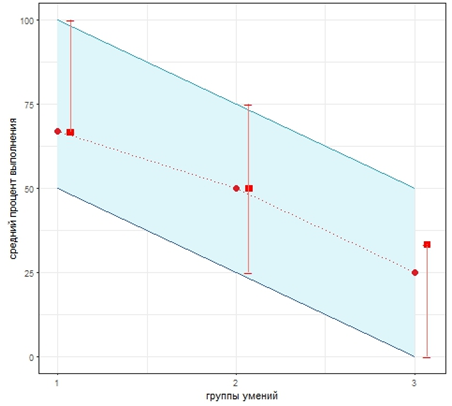 средний процент выполнения
100
75
50
25
0
1 2 3
группы умений